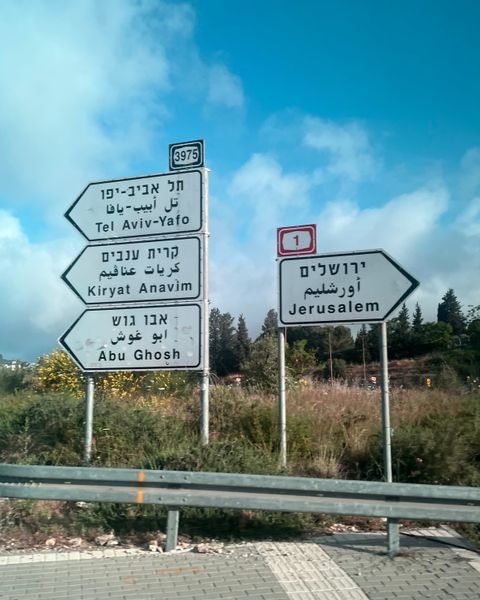 3975
תל אביב-יפו
تل أبيب-يافا
Tel Aviv-Yafo
קרית ענבים
كريات عنافيم
Kiryat Anavim
אבו גוש
ابو غوش
Abu Ghosh
1
ירושלים
أورشليم
Jerusalem